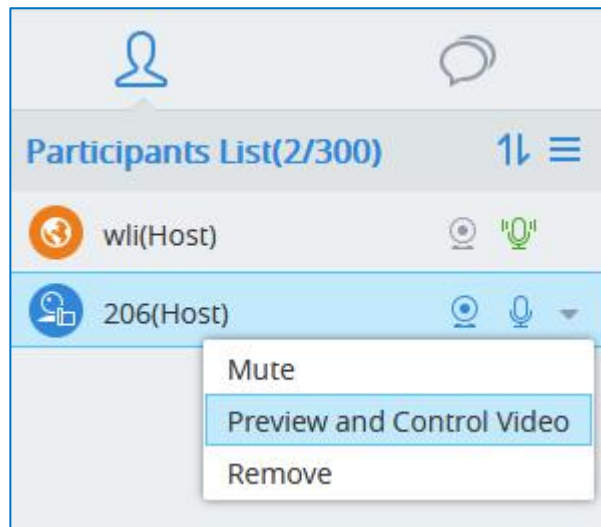 Participants List(2/300)
wli(Host)
206(Host)
Mute
Preview and Control Video
Remove